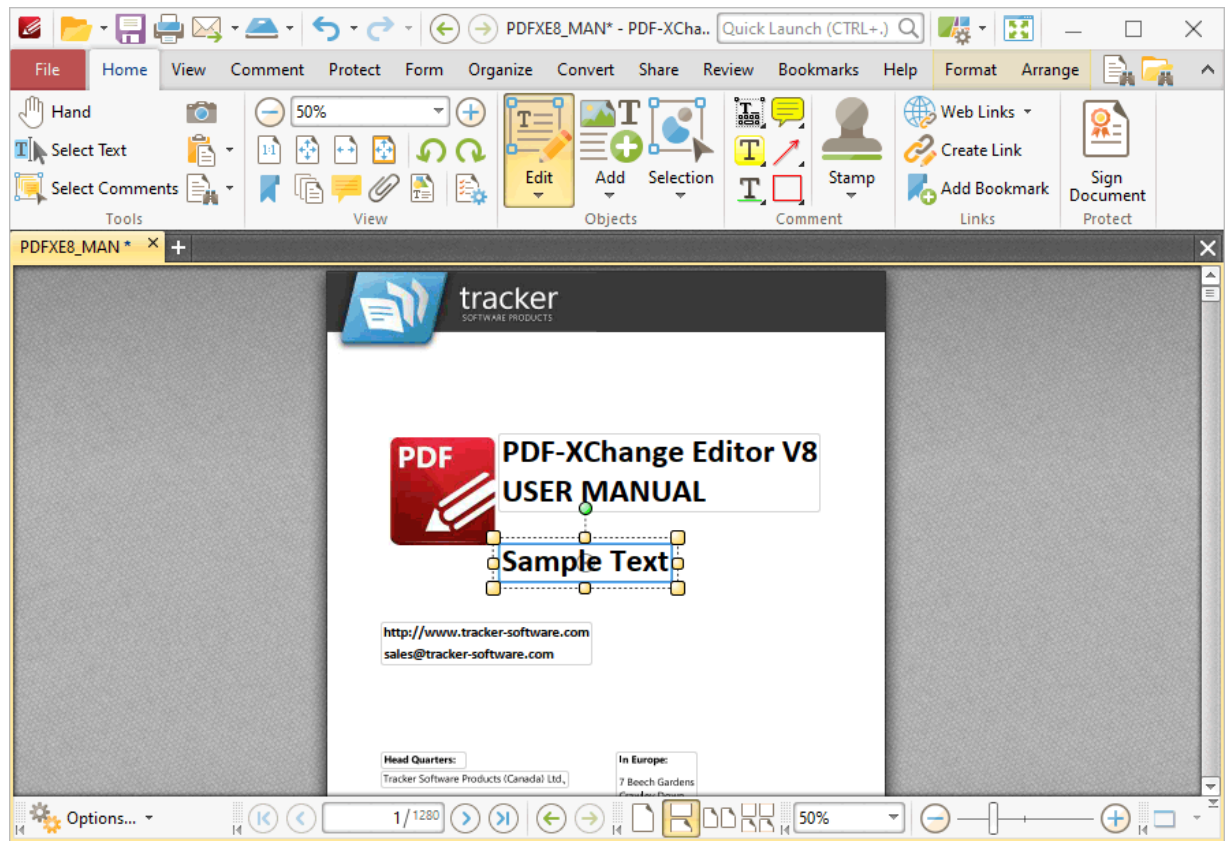 PDFXE8_MAN* - PDF-XCha.. Quick Launch (CTRL+.)
File Home View Comment Protect Form Organize Convert Share Review Bookmarks Help Format Arrange
Hand 50% Web Links
Select Text Create Link
Select Comments Edit Add Selection Stamp Add Bookmark Sign Document
Tools View Objects Comment Links Protect
PDFXE8_MAN *
tracker
SOFTWARE PRODUCTS
PDF
PDF-XChange Editor V8
USER MANUAL
Sample Text
http://www.tracker-software.com
sales@tracker-software.com
Head Quarters: In Europe:
Tracker Software Products (Canada) Ltd., 7 Beech Gardens
Crawley Down
Options... 1/1280 50%